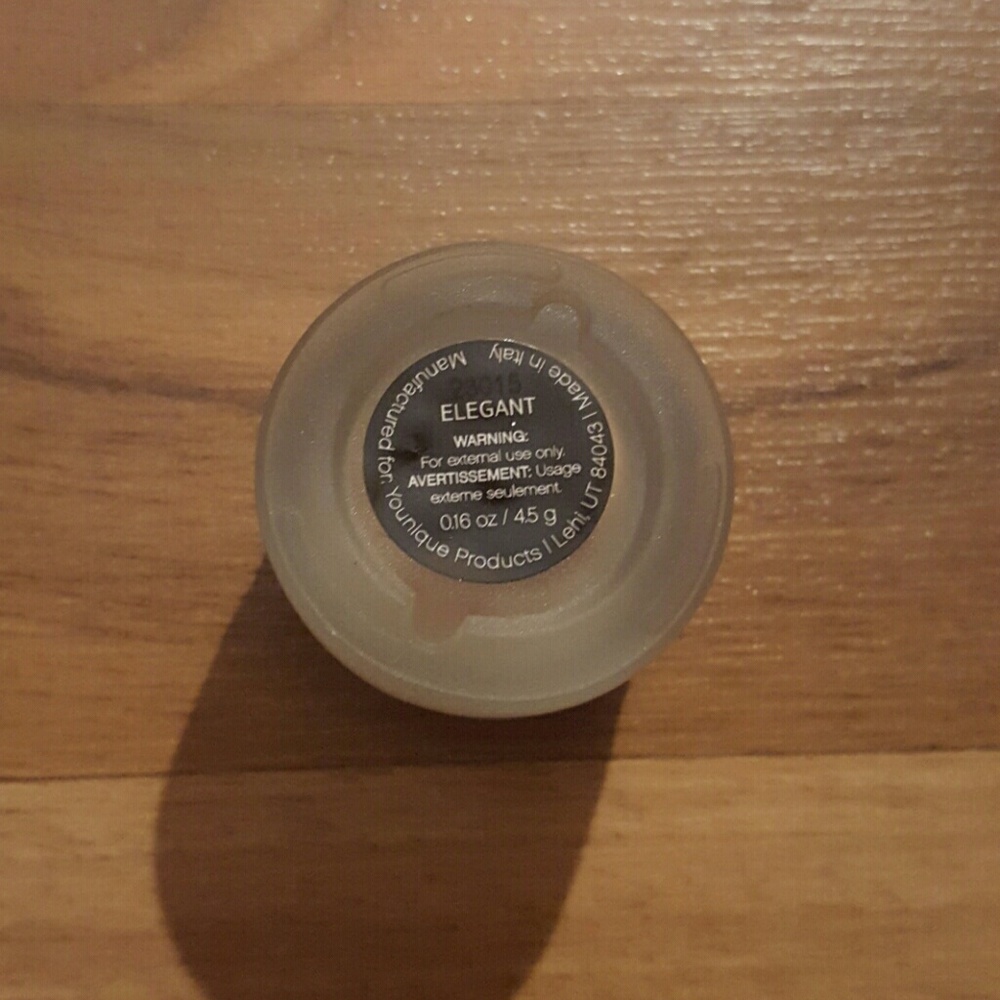 ELEGANT
WARNING:
For external use only.
AVERTISSEMENT: Usage
externe seulement.
0.16 oz / 4.5 g
Manufactured for: Younique Products | Lehi, UT 84043 | Made in Italy